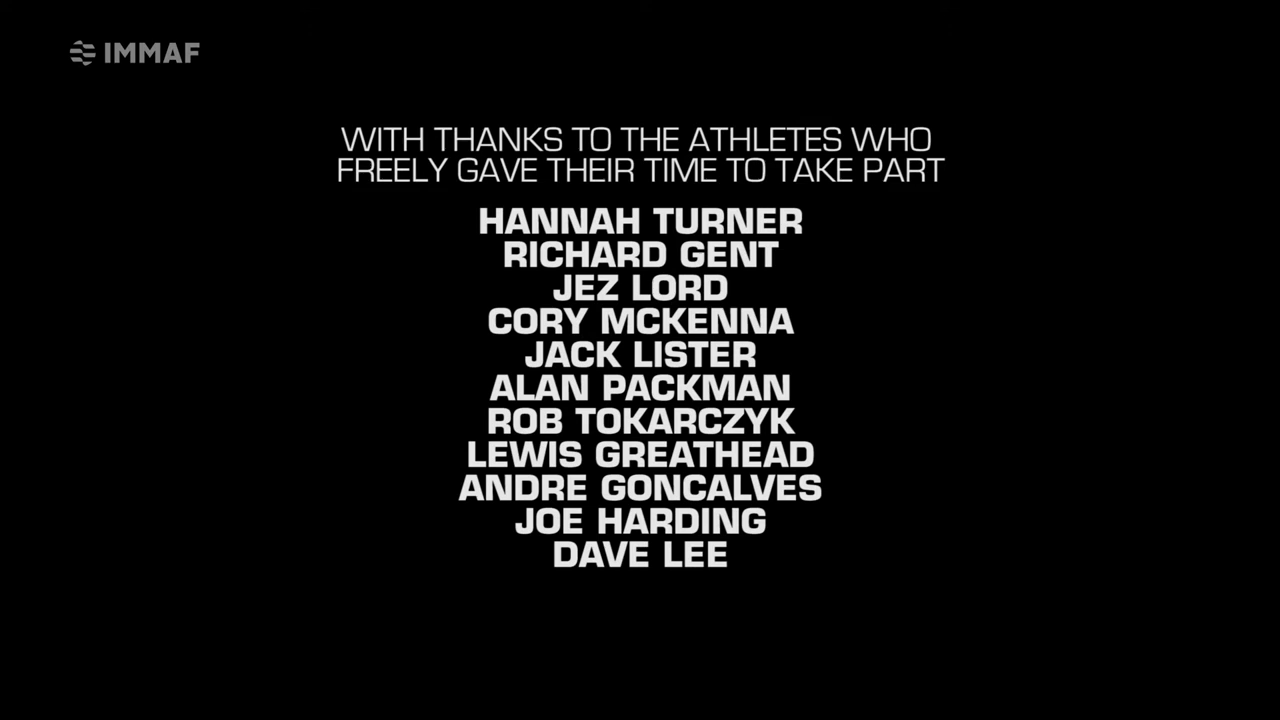 IMMAF
WITH THANKS TO THE ATHLETES WHO
FREELY GAVE THEIR TIME TO TAKE PART
HANNAH TURNER
RICHARD GENT
JEZ LORD
CORY MCKENNA
JACK LISTER
ALAN PACKMAN
ROB TOKARCZYK
LEWIS GREATHEAD
ANDRE GONCALVES
JOE HARDING
DAVE LEE